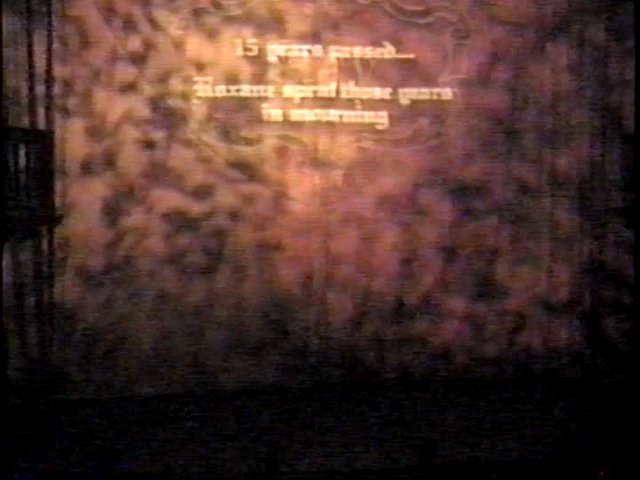 15 years passed...
Roxane spent those years
in mourning